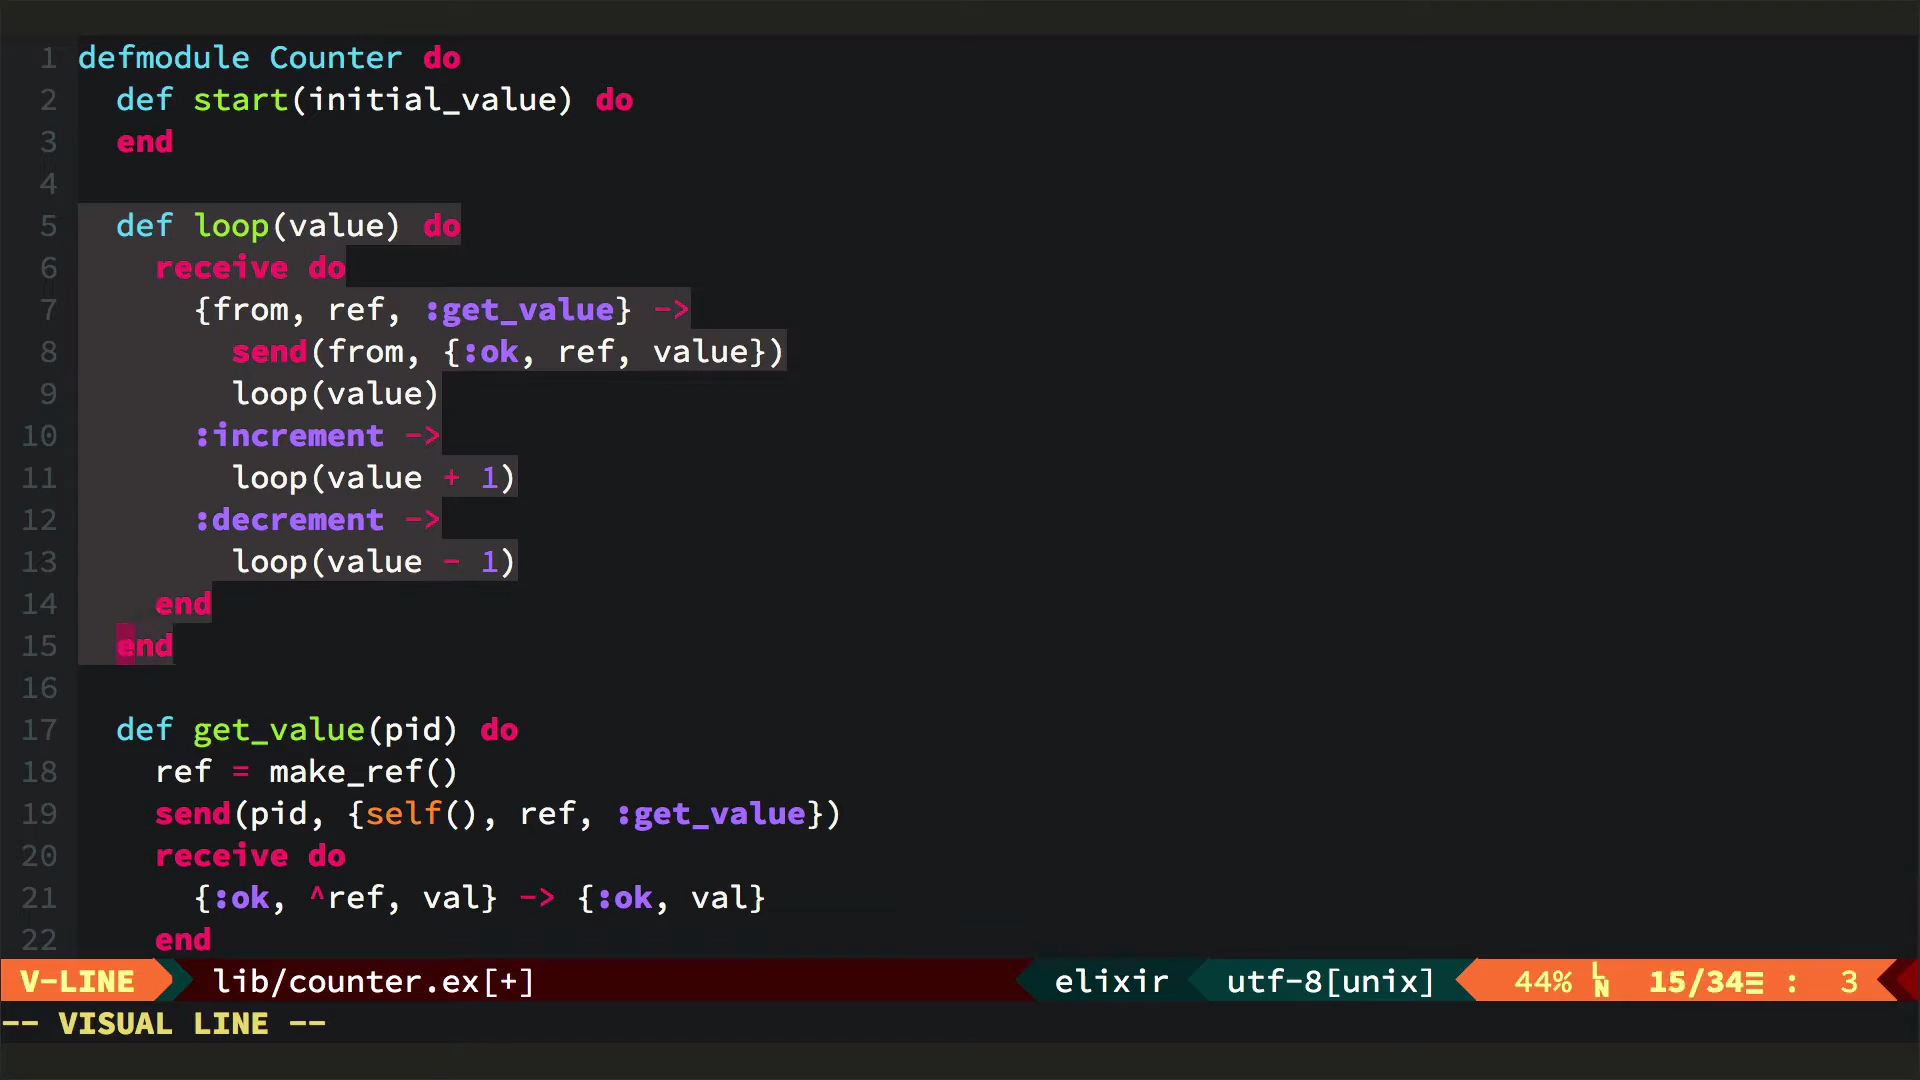 1 defmodule Counter do
2   def start(initial_value) do
3   end
4
5   def loop(value) do
6     receive do
7       {from, ref, :get_value} ->
8         send(from, {:ok, ref, value})
9         loop(value)
10       :increment ->
11         loop(value + 1)
12       :decrement ->
13         loop(value - 1)
14     end
15   end
16
17   def get_value(pid) do
18     ref = make_ref()
19     send(pid, {self(), ref, :get_value})
20     receive do
21       {:ok, ^ref, val} -> {:ok, val}
22     end
V-LINE lib/counter.ex[+] elixir utf-8[unix] 44% LN 15/34≡ : 3
-- VISUAL LINE --